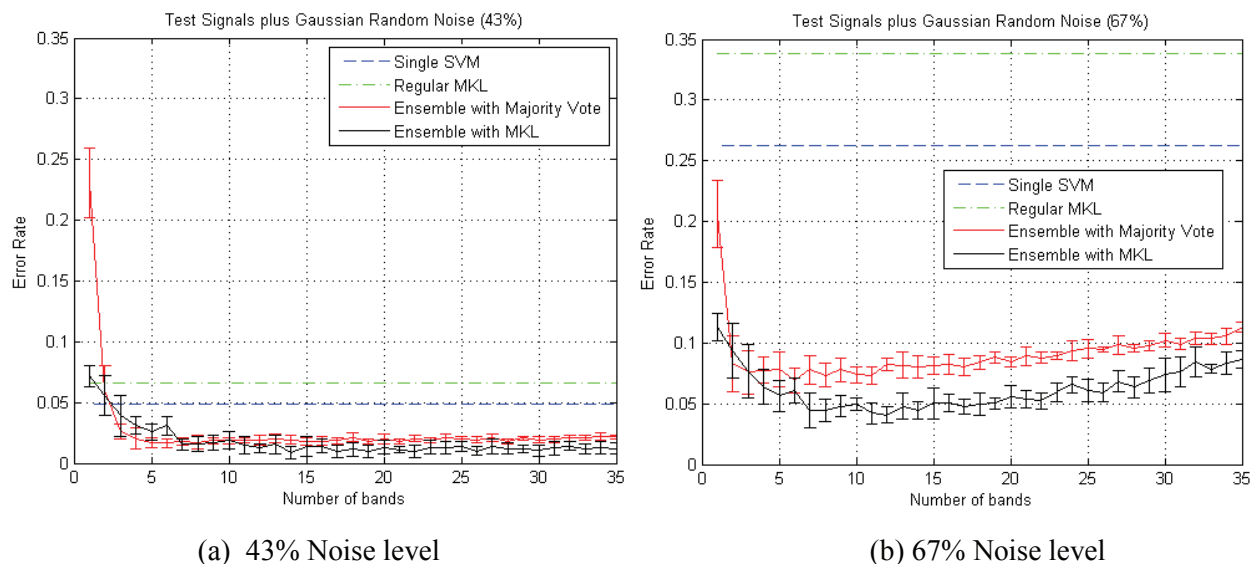 Test Signals plus Gaussian Random Noise (43%)
0.35
0.3
0.25
0.2
0.15
0.1
0.05
0
Error Rate
Single SVM
Regular MKL
Ensemble with Majority Vote
Ensemble with MKL
0 5 10 15 20 25 30 35
Number of bands
(a) 43% Noise level
Test Signals plus Gaussian Random Noise (67%)
0.35
0.3
0.25
0.2
0.15
0.1
0.05
0
Error Rate
Single SVM
Regular MKL
Ensemble with Majority Vote
Ensemble with MKL
0 5 10 15 20 25 30 35
Number of bands
(b) 67% Noise level